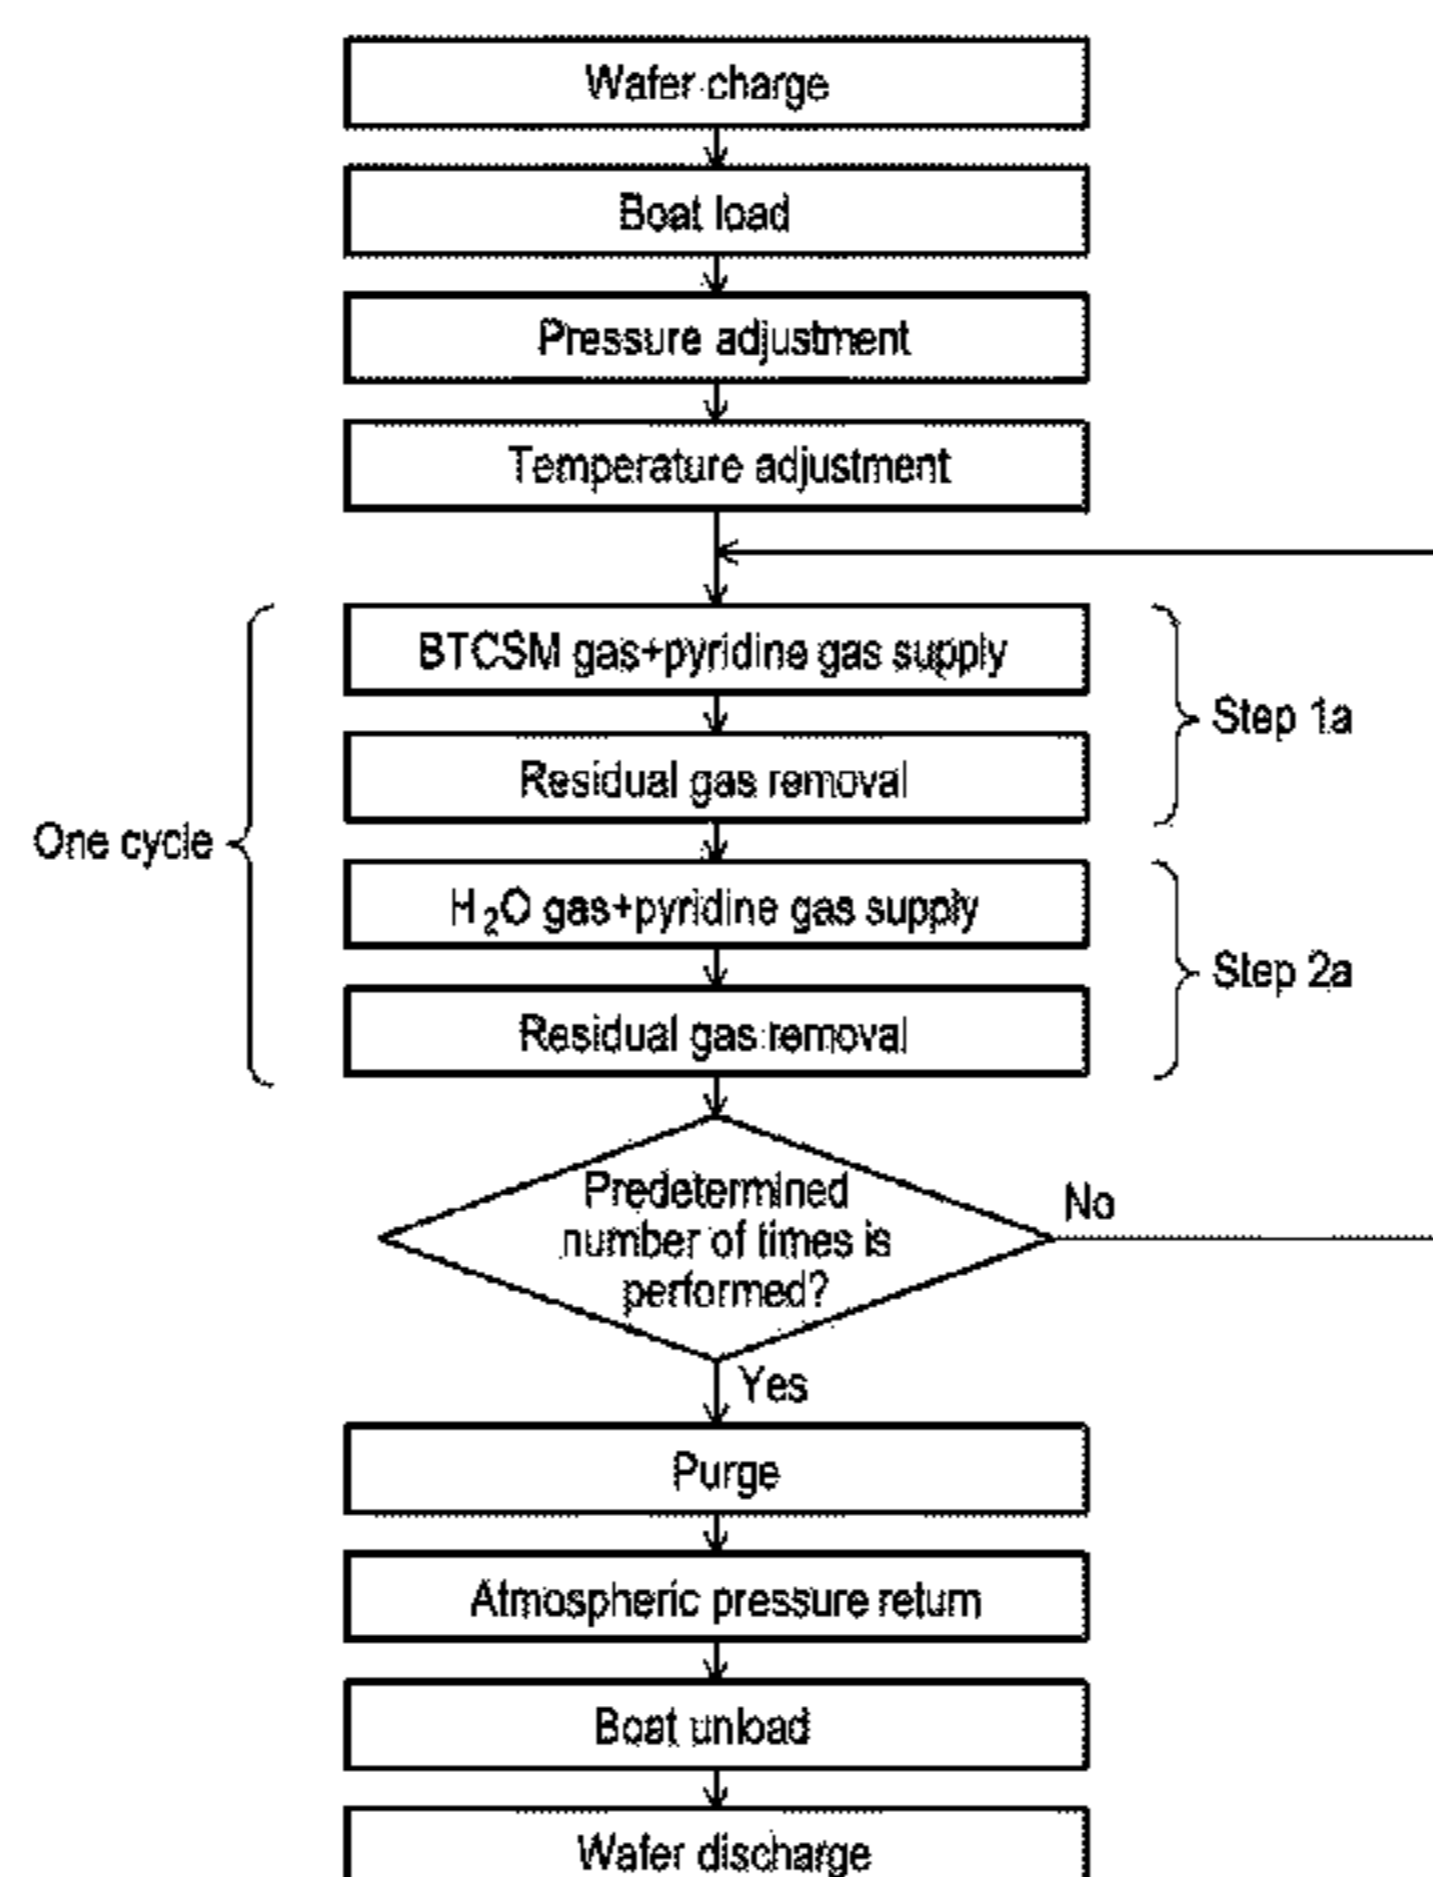 Wafer charge
Boat load
Pressure adjustment
Temperature adjustment
BTCSM gas+pyridine gas supply
Step 1a
Residual gas removal
One cycle
H₂O gas+pyridine gas supply
Step 2a
Residual gas removal
Predetermined
number of times is
performed?
No
Yes
Purge
Atmospheric pressure return
Boat unload
Wafer discharge